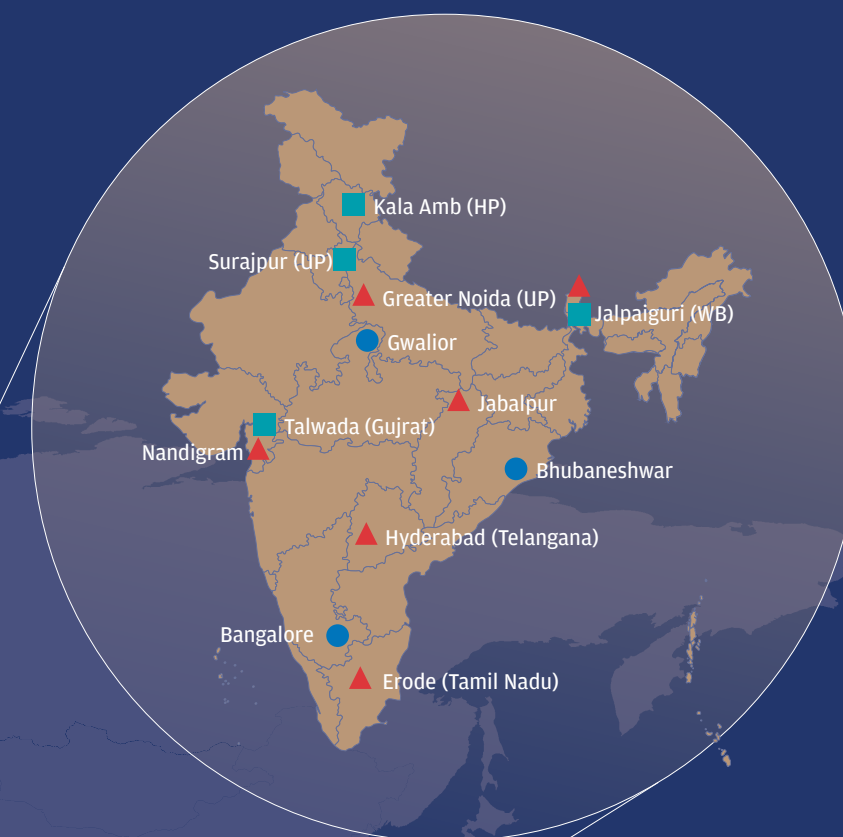 Kala Amb (HP)
Surajpur (UP)
Greater Noida (UP)
Jalpaiguri (WB)
Gwalior
Jabalpur
Talwada (Gujrat)
Nandigram
Bhubaneshwar
Hyderabad (Telangana)
Bangalore
Erode (Tamil Nadu)